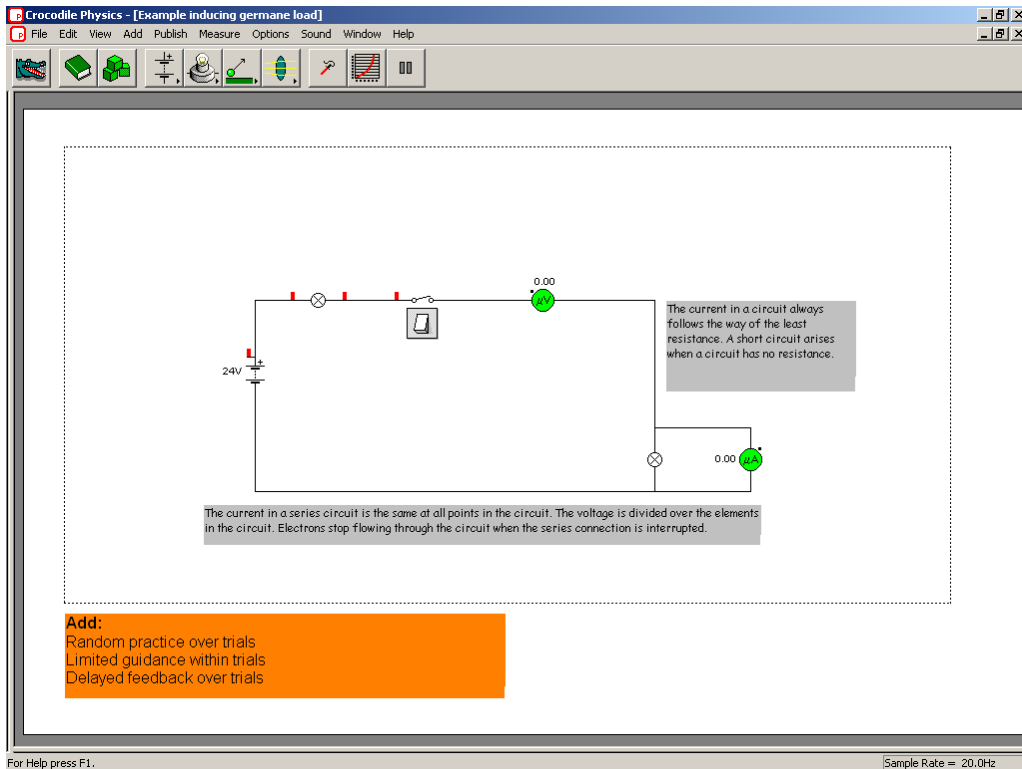 Crocodile Physics - [Example inducing germane load]
File Edit View Add Publish Measure Options Sound Window Help
0.00
µV
The current in a circuit always
follows the way of the least
resistance. A short circuit arises
when a circuit has no resistance.
24V
0.00 µA
The current in a series circuit is the same at all points in the circuit. The voltage is divided over the elements
in the circuit. Electrons stop flowing through the circuit when the series connection is interrupted.
Add:
Random practice over trials
Limited guidance within trials
Delayed feedback over trials
For Help press F1.
Sample Rate = 20.0Hz